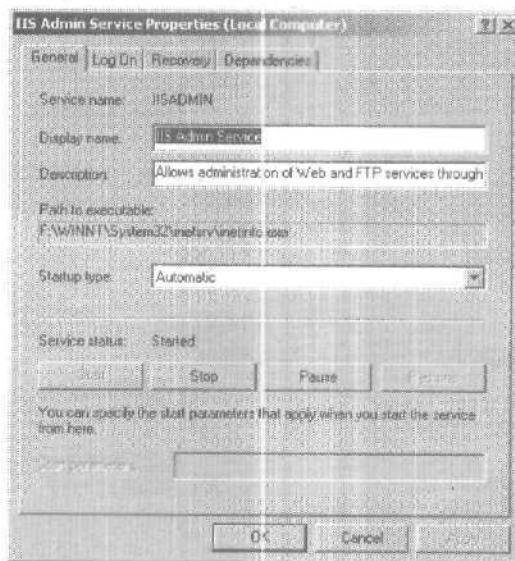 IIS Admin Service Properties (Local Computer)
General Log On Recovery Dependencies
Service name: IISADMIN
Display name: IIS Admin Service
Description: Allows administration of Web and FTP services through
Path to executable:
F:\WINNT\System32\inetsrv\inetinfo.exe
Startup type: Automatic
Service status: Started
Start Stop Pause Resume
You can specify the start parameters that apply when you start the service
from here.
Start parameters:
OK Cancel Apply